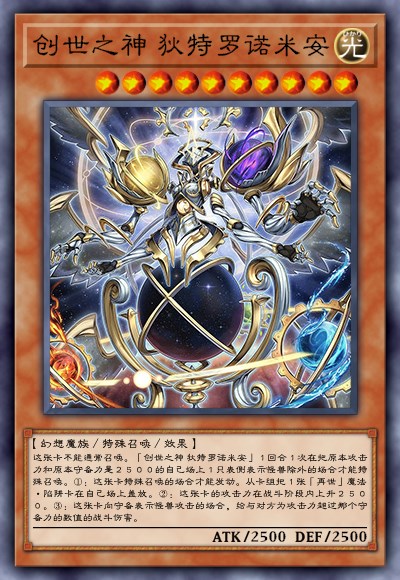 创世之神 狄特罗诺米安
光
【幻想魔族／特殊召唤／效果】
这张卡不能通常召唤。「创世之神 狄特罗诺米安」1回合1次在把原本攻击
力和原本守备力是2500的自己场上1只表侧表示怪兽除外的场合才能特
殊召唤。①：这张卡特殊召唤的场合才能发动。从卡组把1张「再世」魔法
·陷阱卡在自己场上盖放。②：这张卡的攻击力在战斗阶段内上升250
0。③：这张卡向守备表示怪兽攻击的场合，给与对方为攻击力超过那个守
备力的数值的战斗伤害。
ATK/2500 DEF/2500